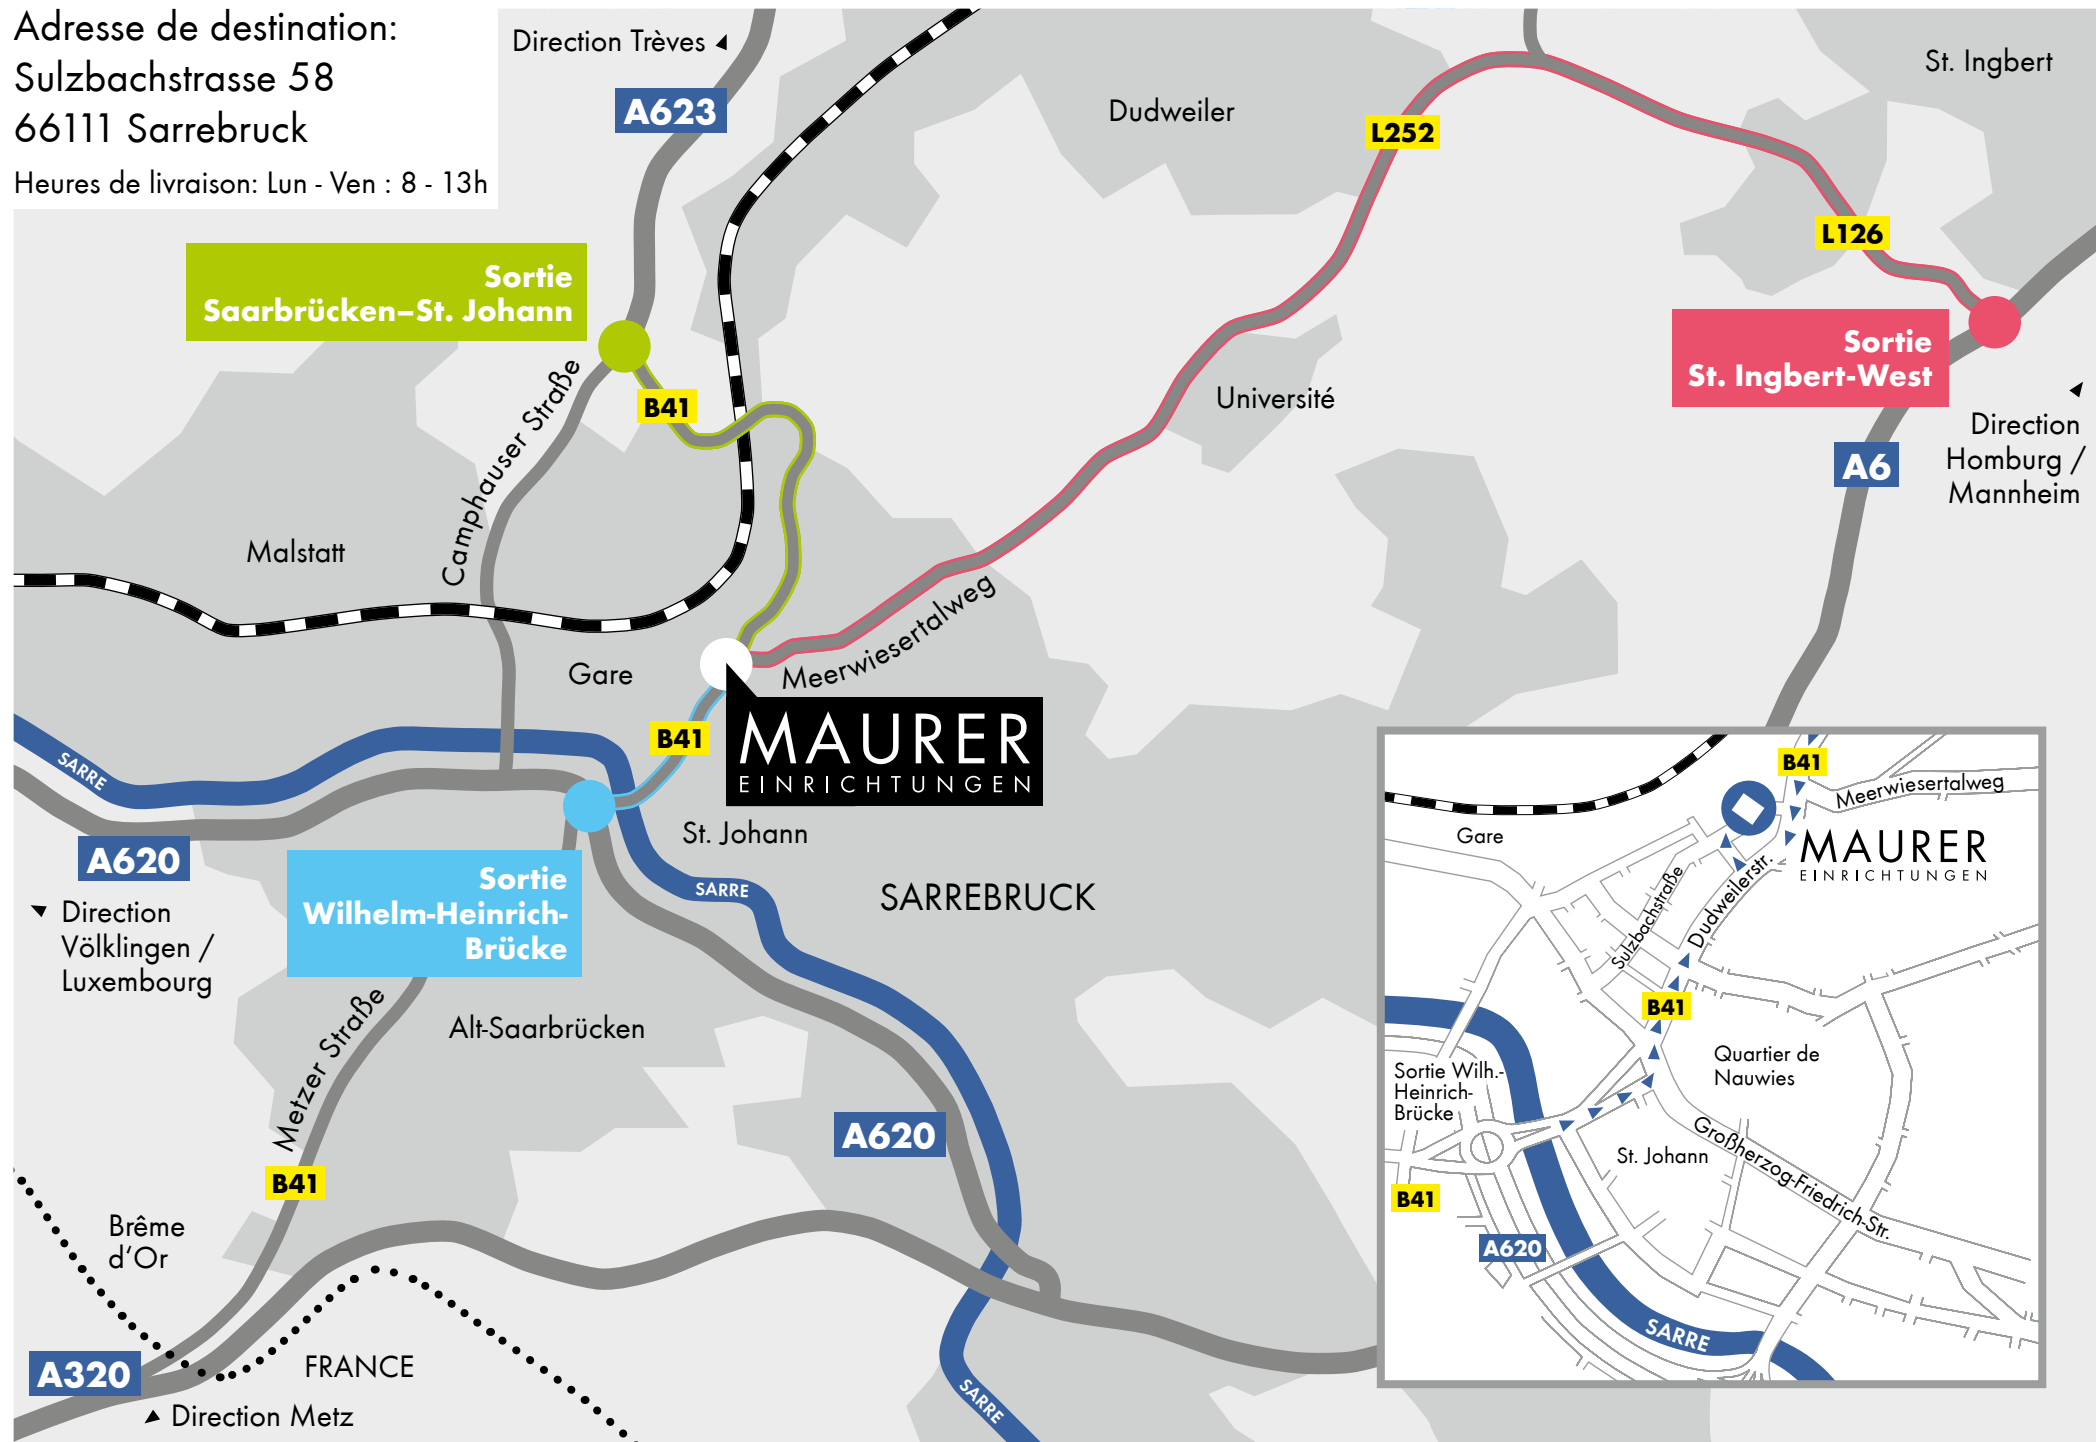 Adresse de destination:
Sulzbachstrasse 58
66111 Sarrebruck
Heures de livraison: Lun - Ven : 8 - 13h
Direction Trèves
A623
Dudweiler
L252
St. Ingbert
L126
Sortie
Saarbrücken–St. Johann
Sortie
St. Ingbert-West
B41
Camphauser Straße
Université
Direction
Homburg /
Mannheim
A6
Malstatt
Gare
Meerwiesertalweg
B41
MAURER
EINRICHTUNGEN
SARRE
A620
St. Johann
Sortie
Wilhelm-Heinrich-
Brücke
SARRE
SARREBRUCK
Direction
Völklingen /
Luxembourg
Metzer Straße
Alt-Saarbrücken
A620
B41
Brême
d'Or
A320
FRANCE
Direction Metz
SARRE
B41
Meerwiesertalweg
Gare
MAURER
EINRICHTUNGEN
Sulzbachstraße
Dudweilerstr.
B41
Quartier de
Nauwies
Sortie Wilh.-
Heinrich-
Brücke
St. Johann
Großherzog-Friedrich-Str.
B41
A620
SARRE